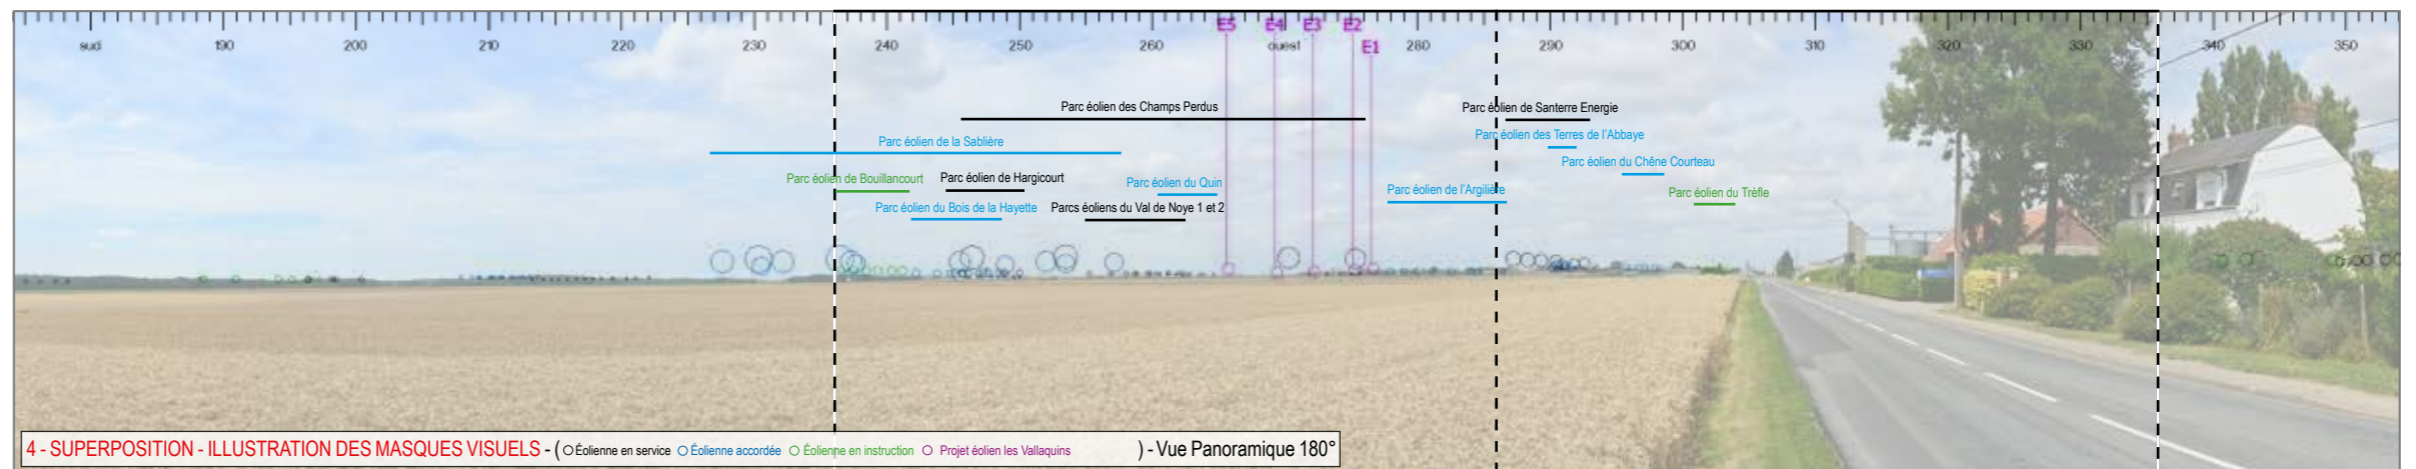 E5 E4 E3 E2
sud 190 200 210 220 230 240 250 260 ouest 280 290 300 310 320 330 340 350
E1
Parc éolien des Champs Perdus
Parc éolien de Santerre Energie
Parc éolien de la Sablière
Parc éolien des Terres de l'Abbaye
Parc éolien du Chêne Courteau
Parc éolien de Bouillancourt
Parc éolien de Hargicourt
Parc éolien du Quin
Parc éolien de l'Argilière
Parc éolien du Trèfle
Parc éolien du Bois de la Hayette
Parcs éoliens du Val de Noye 1 et 2
4 - SUPERPOSITION - ILLUSTRATION DES MASQUES VISUELS - ( Éolienne en service Éolienne accordée Éolienne en instruction Projet éolien les Vallaquins ) - Vue Panoramique 180°